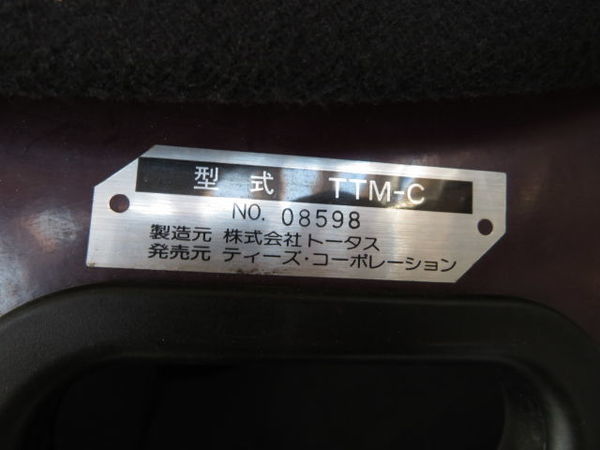 型 式 TTM-C
NO. 08598
製造元 株式会社トータス
発売元 ティーズ・コーポレーション